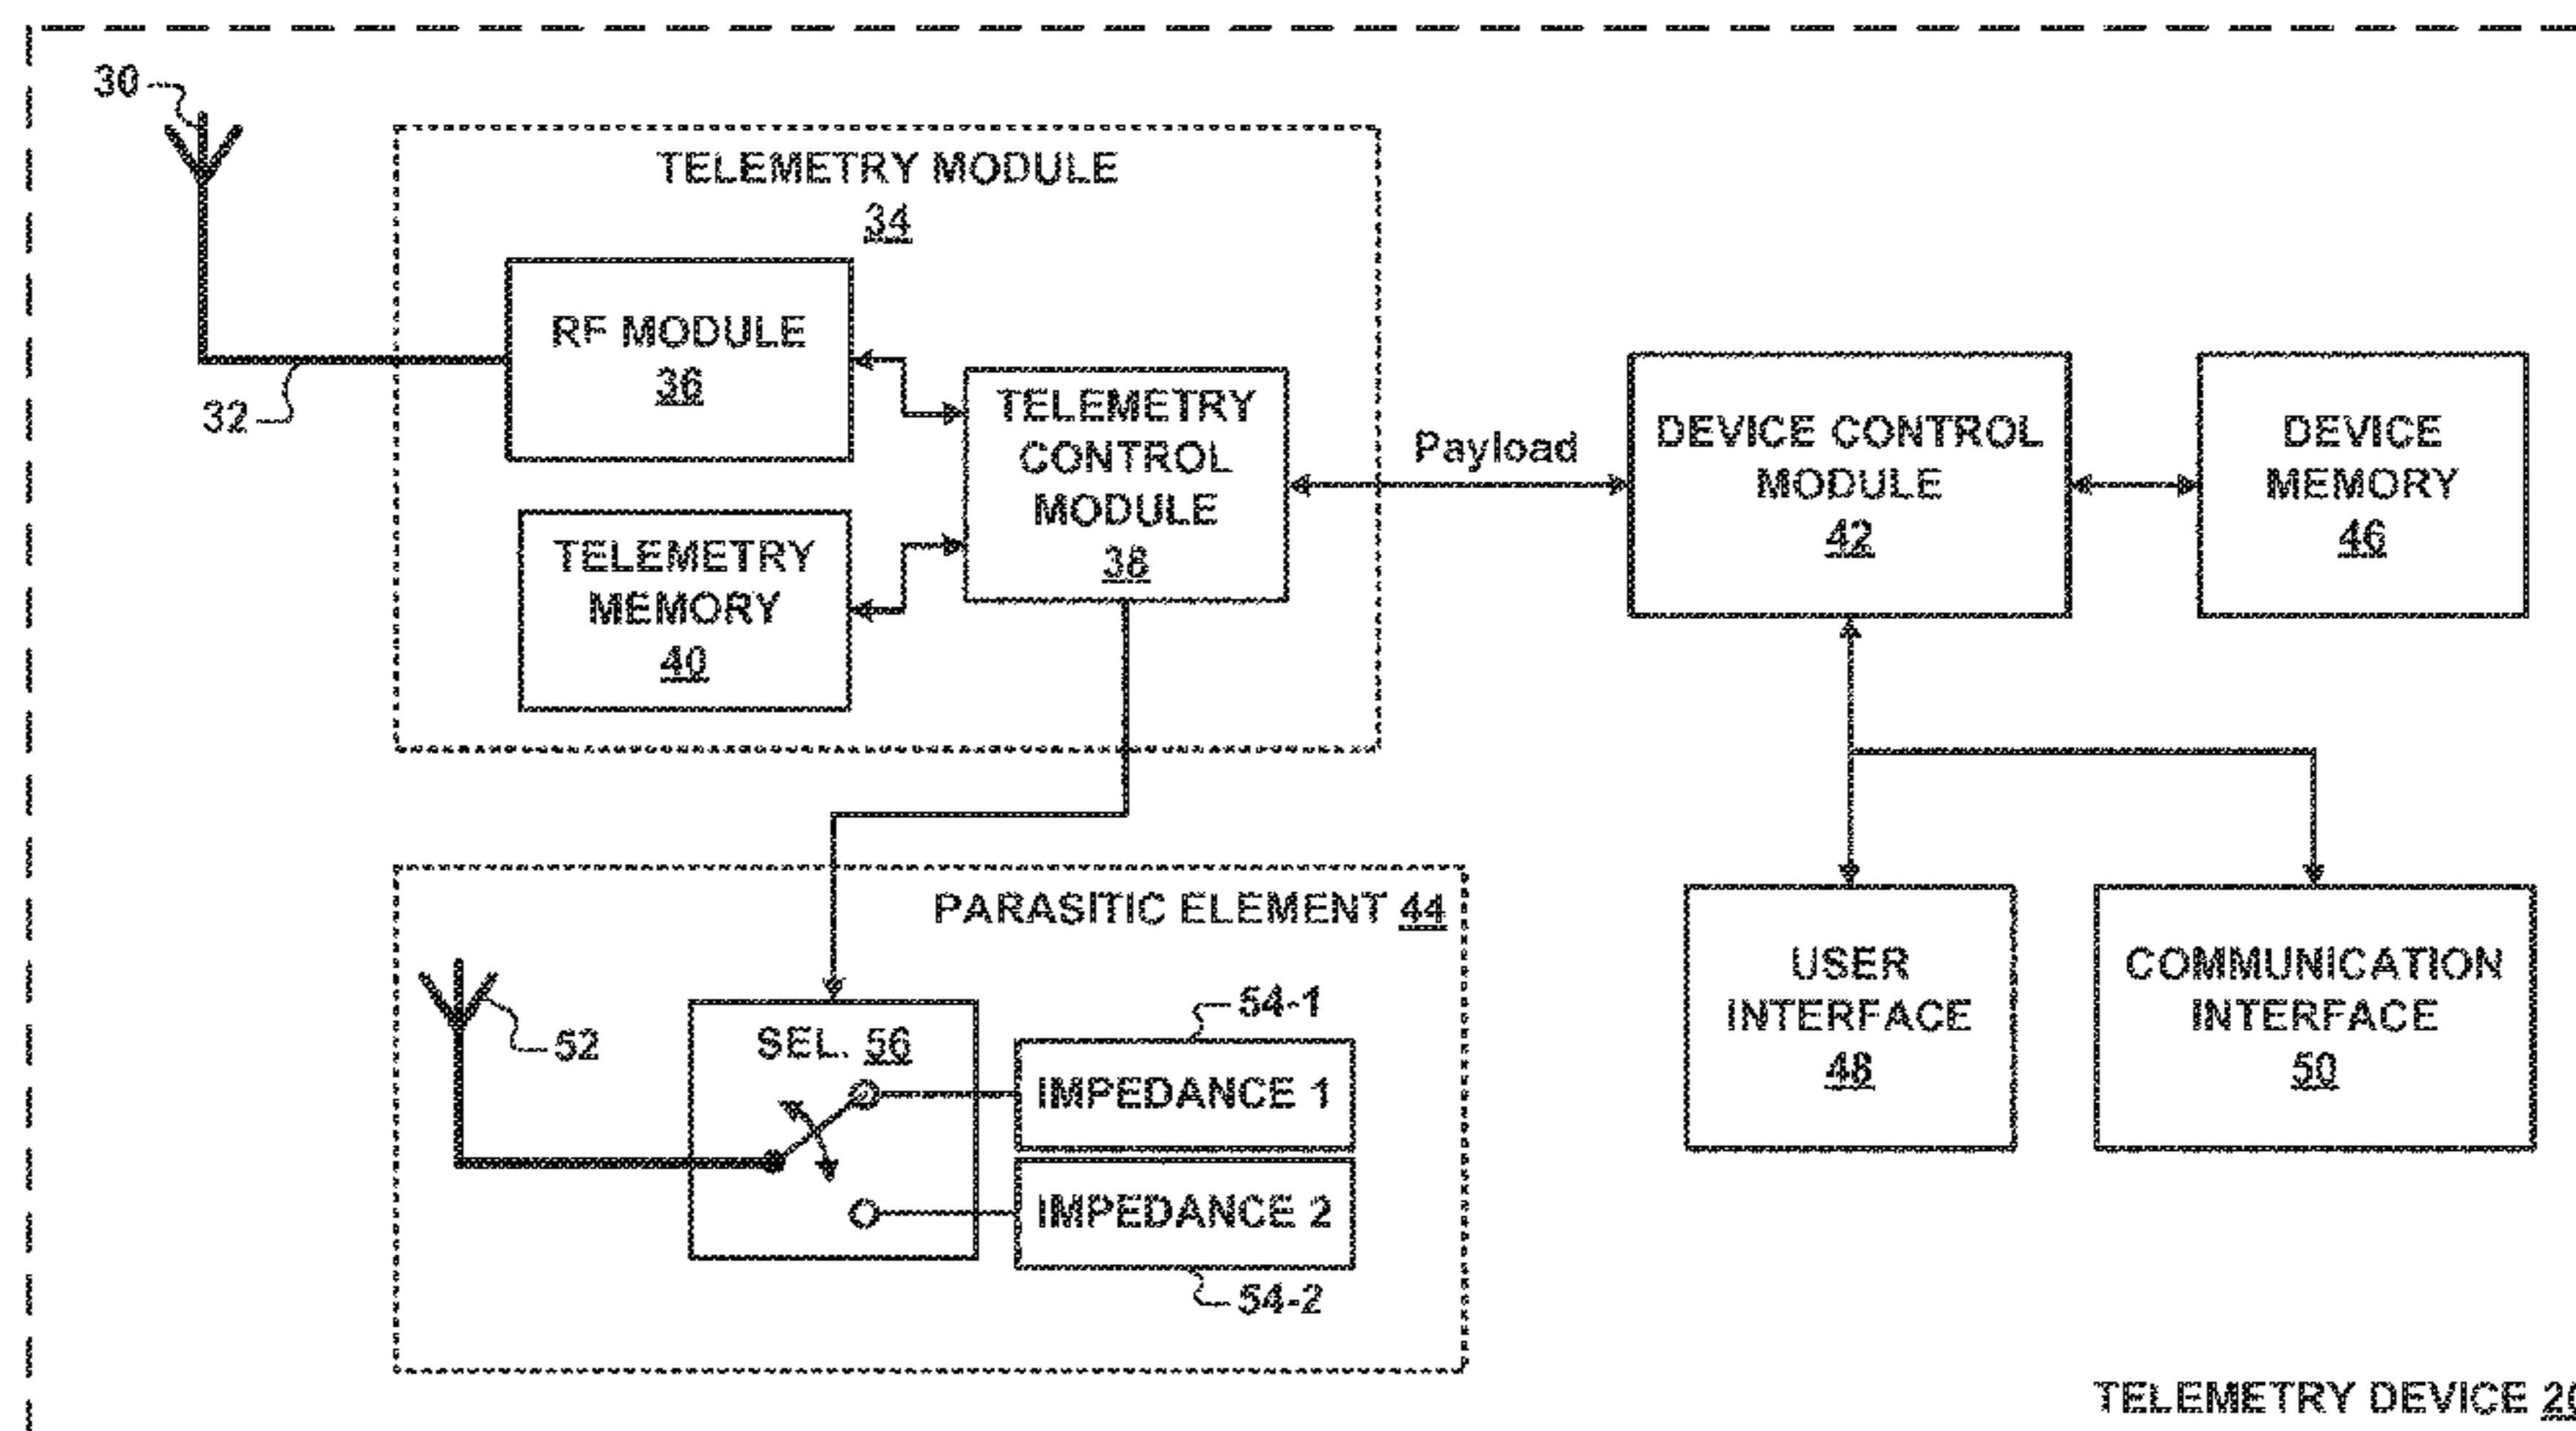 30
TELEMETRY MODULE
34
RF MODULE
36
32
TELEMETRY
CONTROL
MODULE
38
TELEMETRY
MEMORY
40
Payload
DEVICE CONTROL
MODULE
42
DEVICE
MEMORY
46
PARASITIC ELEMENT 44
52
SEL. 56
54-1
IMPEDANCE 1
IMPEDANCE 2
54-2
USER
INTERFACE
48
COMMUNICATION
INTERFACE
50
TELEMETRY DEVICE 20